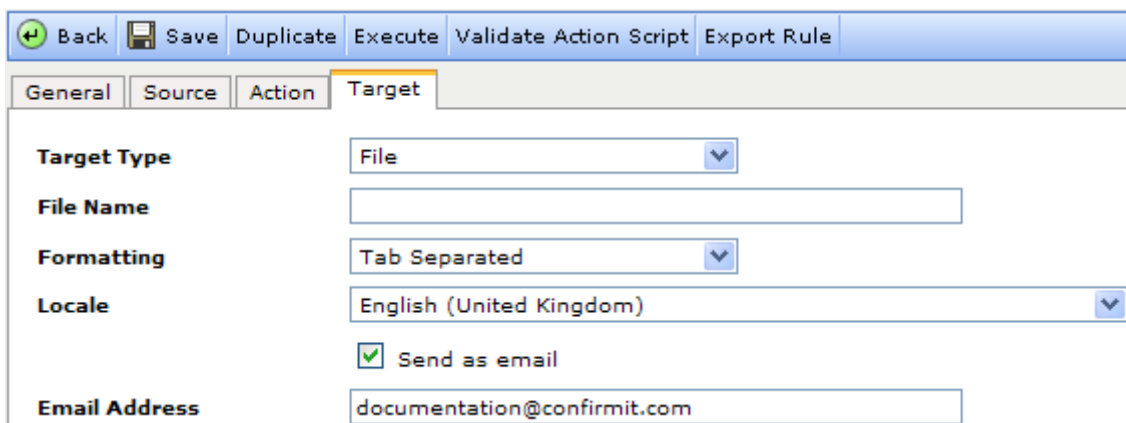 Back Save Duplicate Execute Validate Action Script Export Rule
General Source Action Target
Target Type File
File Name
Formatting Tab Separated
Locale English (United Kingdom)
Send as email
Email Address documentation@confirmit.com